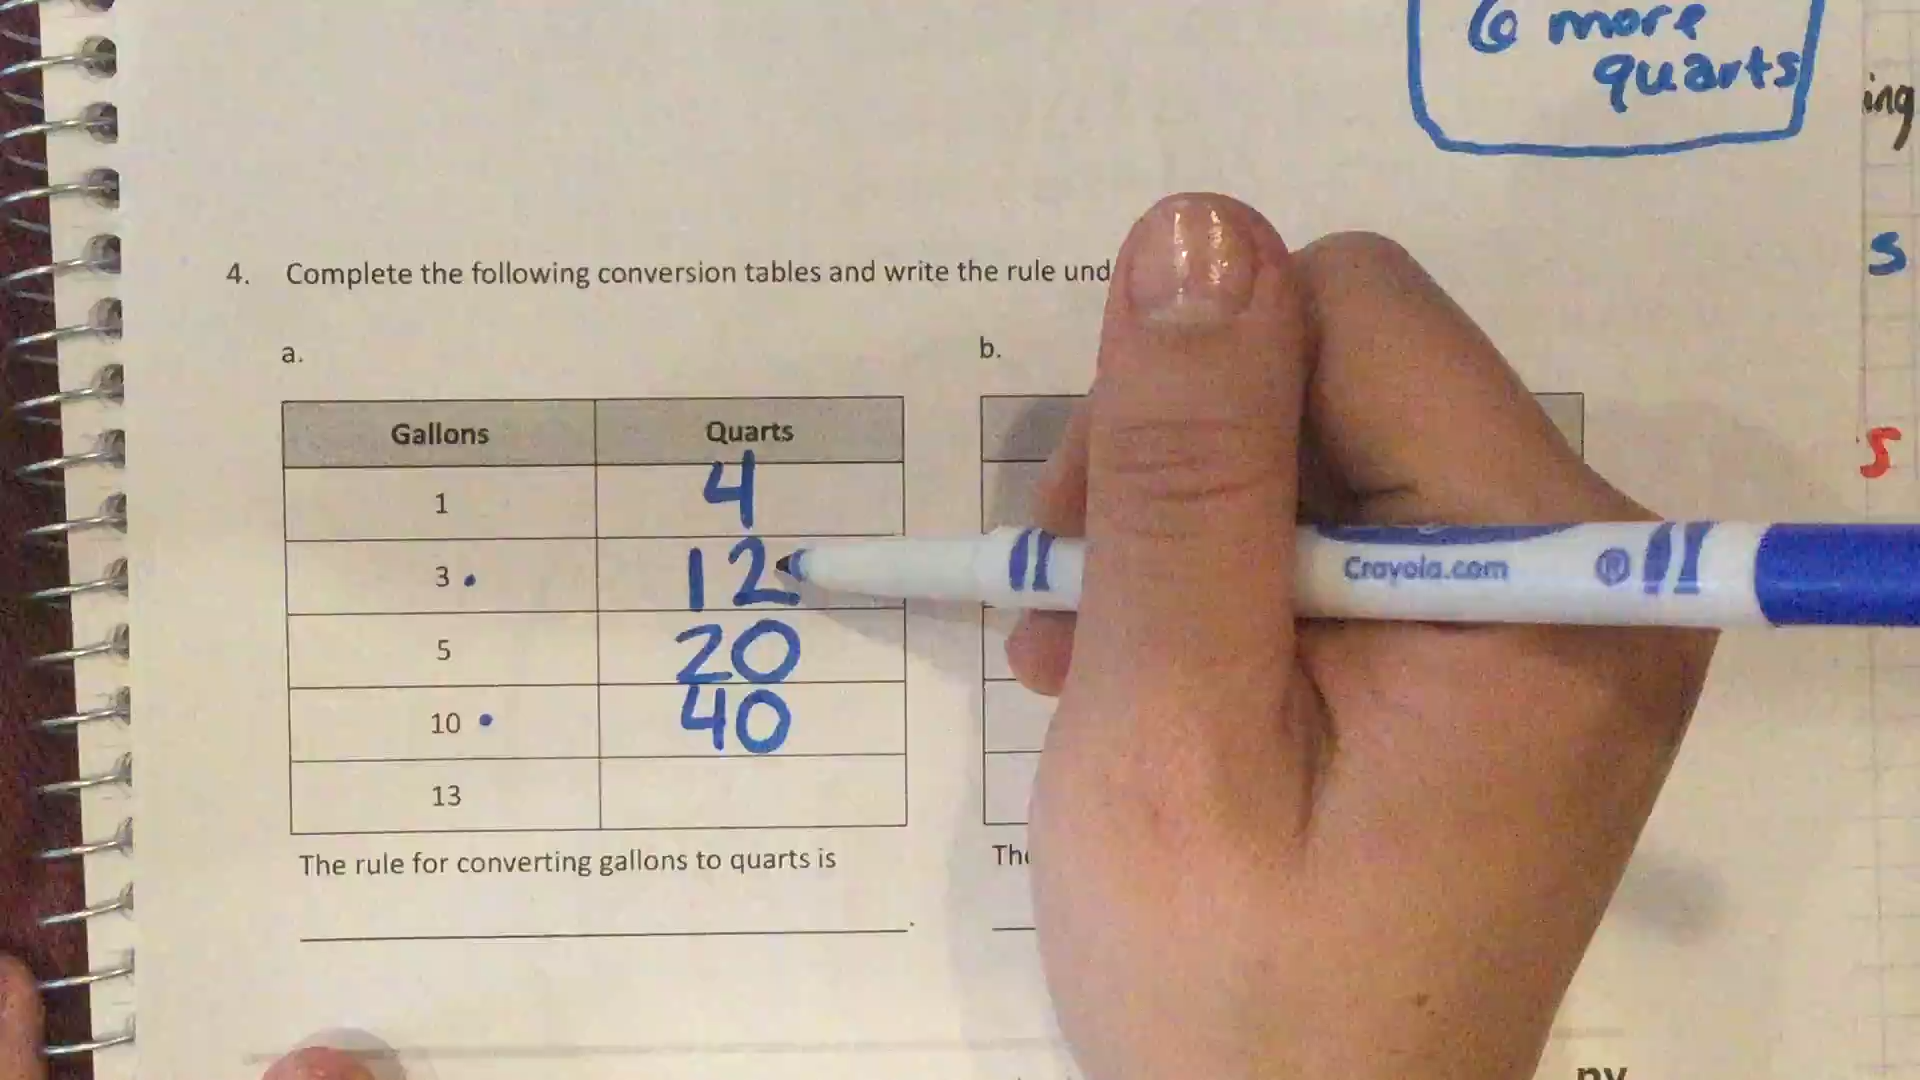 6 more
quarts
ing
s
4. Complete the following conversion tables and write the rule und
a.
b.
Gallons Quarts
1 4
3 12
5 20
10 40
13
Crayola.com ®
s
The rule for converting gallons to quarts is
.